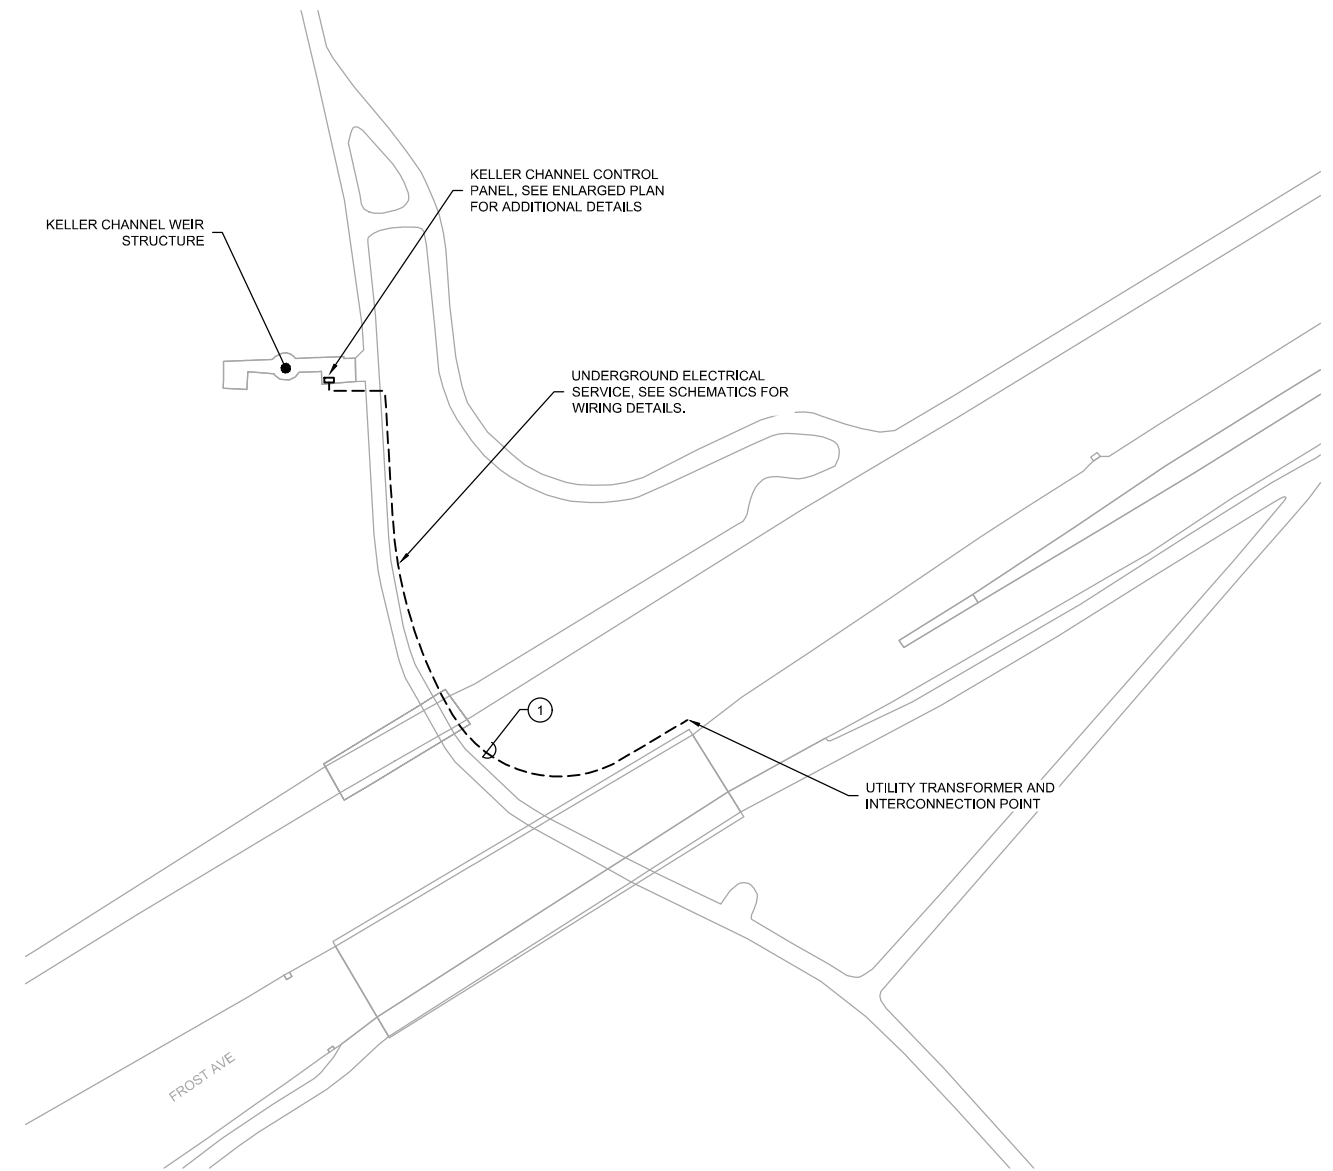 KELLER CHANNEL CONTROL
PANEL, SEE ENLARGED PLAN
FOR ADDITIONAL DETAILS
KELLER CHANNEL WEIR
STRUCTURE
UNDERGROUND ELECTRICAL
SERVICE, SEE SCHEMATICS FOR
WIRING DETAILS.
1
UTILITY TRANSFORMER AND
INTERCONNECTION POINT
FROST AVE